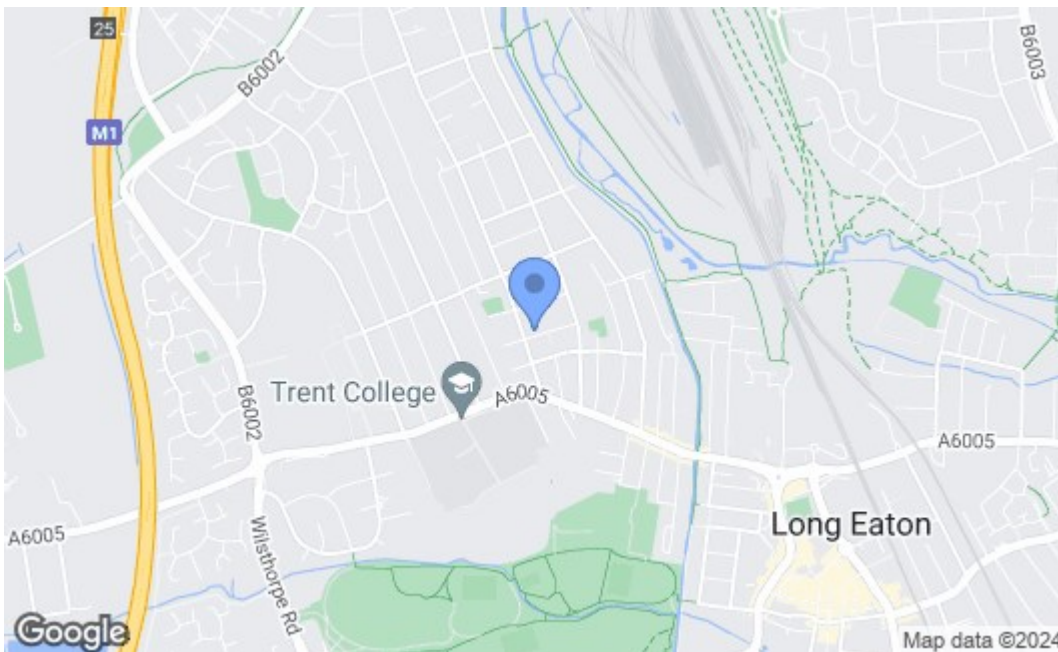 25
B6002
B6003
M1
Trent College
A6005
B6002
A6005
A6005
Long Eaton
Wilsthorpe Rd
Google
Map data ©2024